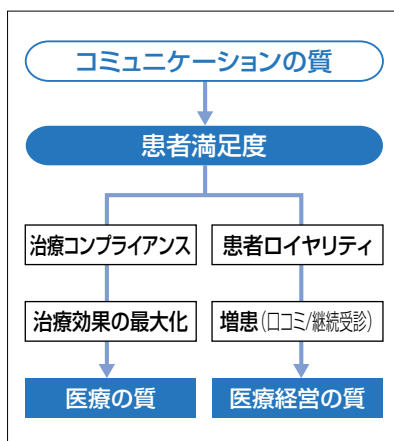 コミュニケーションの質
患者満足度
治療コンプライアンス
患者ロイヤリティ
治療効果の最大化
増患(口コミ/継続受診)
医療の質
医療経営の質